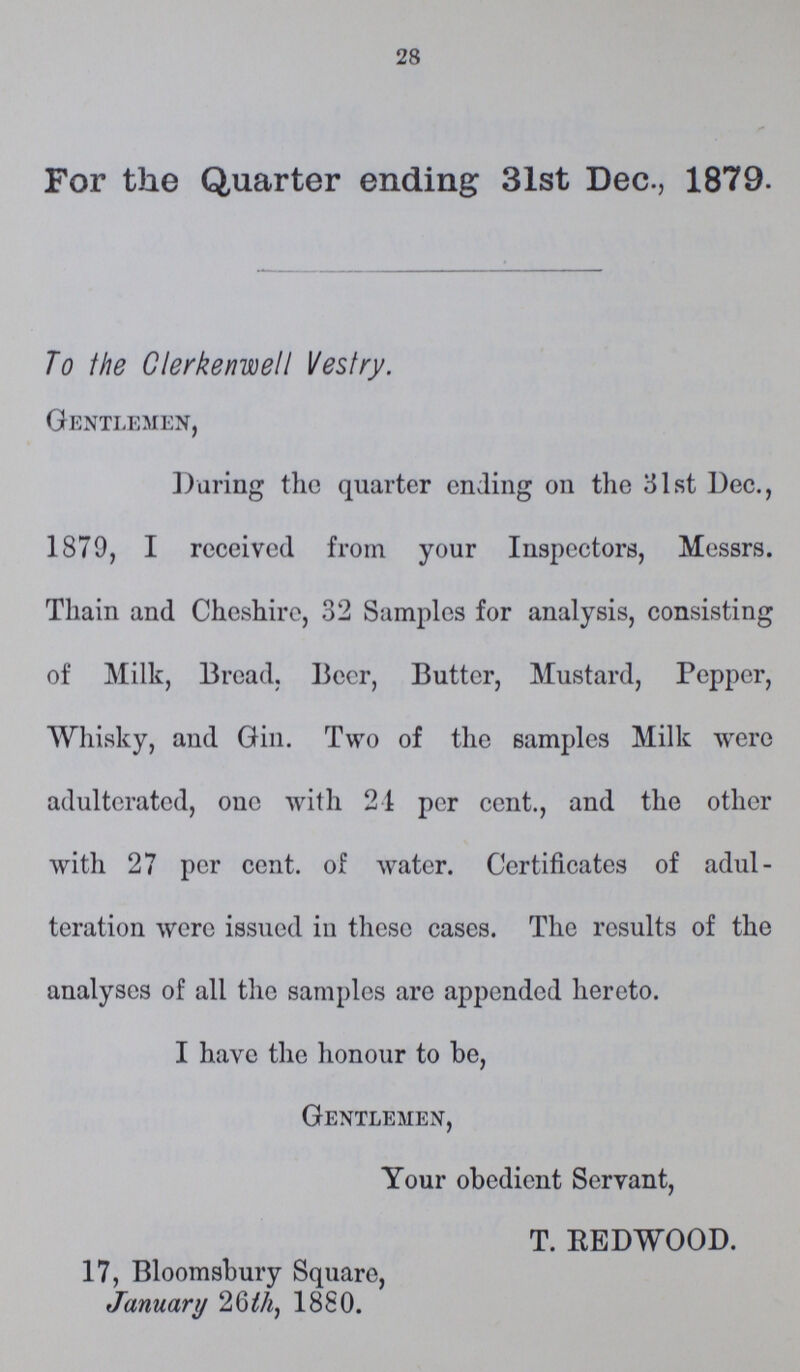 28
For the Quarter ending 31st Dec., 1879.
To the Clerkenwell Vestry.
GENTLEMEN,
During the quarter ending on the 31st Dec.,
1879, I received from your Inspectors, Messrs.
Thain and Cheshire, 32 Samples for analysis, consisting
of Milk, Bread, Beer, Butter, Mustard, Pepper,
Whisky, and Gin. Two of the samples Milk were
adulterated, one with 24 per cent., and the other
with 27 per cent. of water. Certificates of adul-
teration were issued in these cases. The results of the
analyses of all the samples are appended hereto.
I have the honour to be,
GENTLEMEN,
Your obedient Servant,
T. REDWOOD.
17, Bloomsbury Square,
January 26th, 1880.